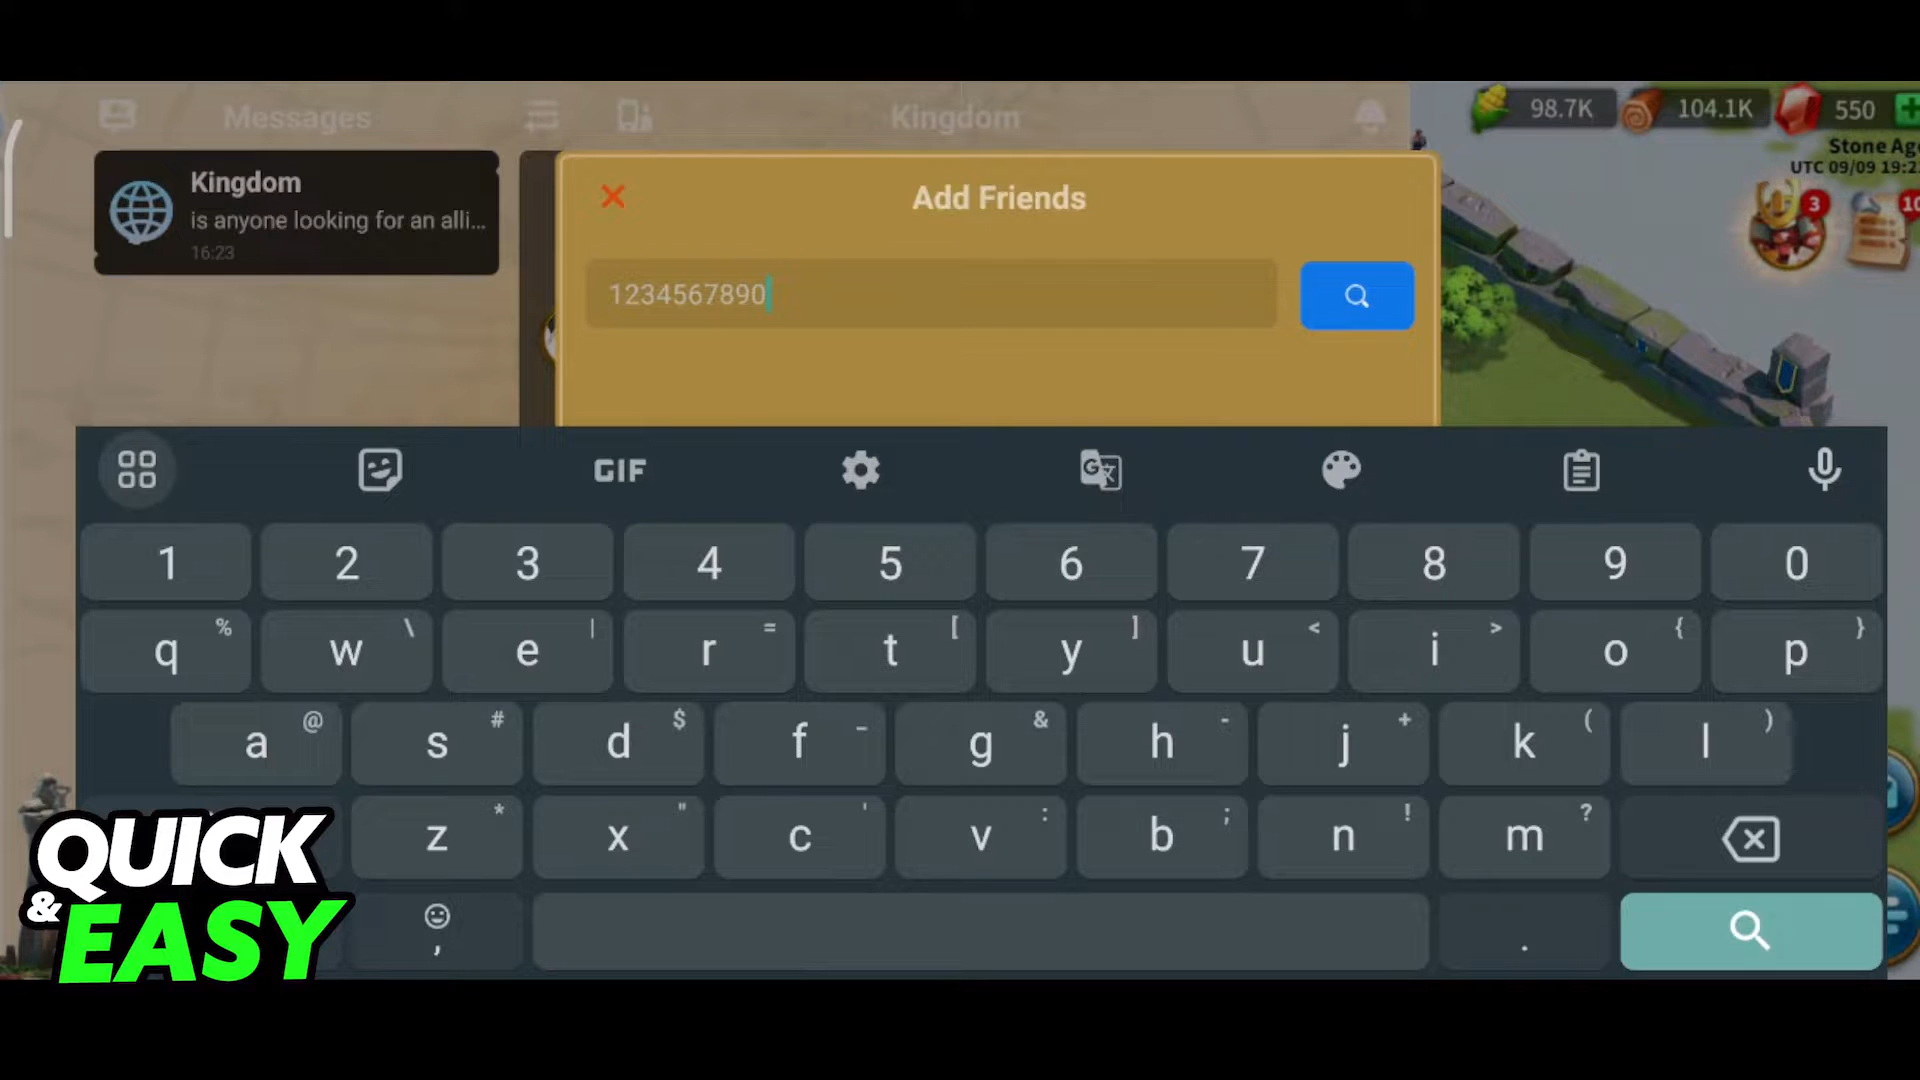 Messages
Kingdom
98.7K
104.1K
550
Stone Ag
UTC 09/09 19:2
3
10
Kingdom
is anyone looking for an alli...
16:23
Add Friends
1234567890
GIF
1 2 3 4 5 6 7 8 9 0
q % w \ e | r = t [ y ] u < i > o { p }
a @ s # d $ f _ g & h - j + k ( l )
z * x " c ' v : b ; n ! m ?
, .
QUICK
& EASY